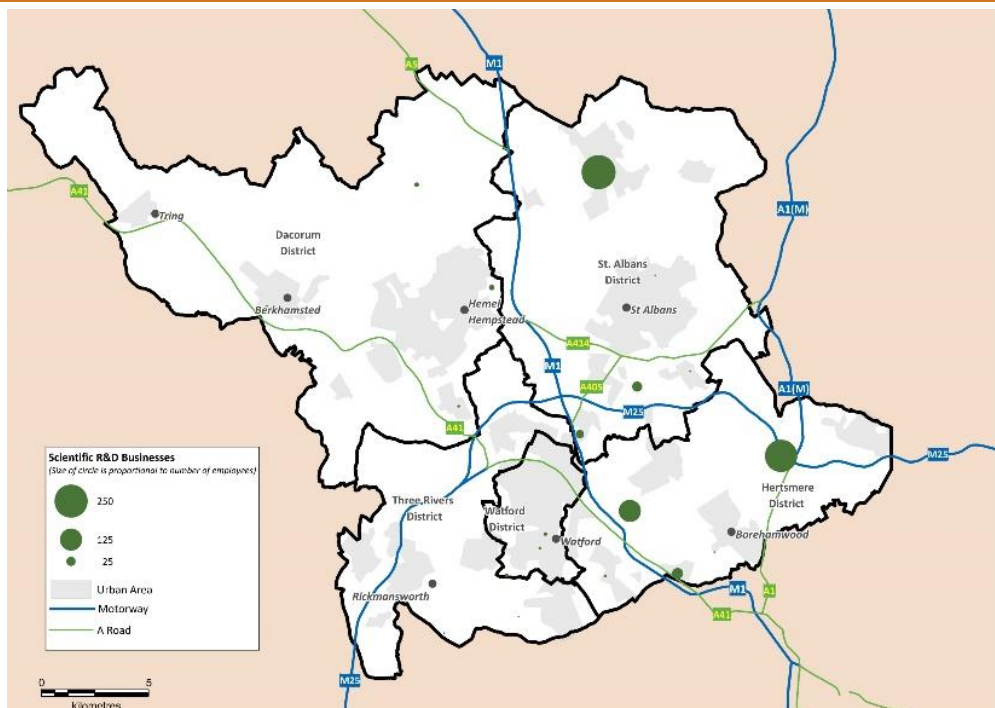 A5
M1
A41
Tring
Dacorum
District
Berkhamsted
Hemel
Hempstead
St. Albans
District
St Albans
A1(M)
A414
M1
A405
M25
A1(M)
A41
M25
Hertsmere
District
Three Rivers
District
Watford
District
Watford
Borehamwood
Rickmansworth
M1
A1
A41
M25
Scientific R&D Businesses
(Size of circle is proportional to number of employees)
250
125
25
Urban Area
Motorway
A Road
0 5
kilometres